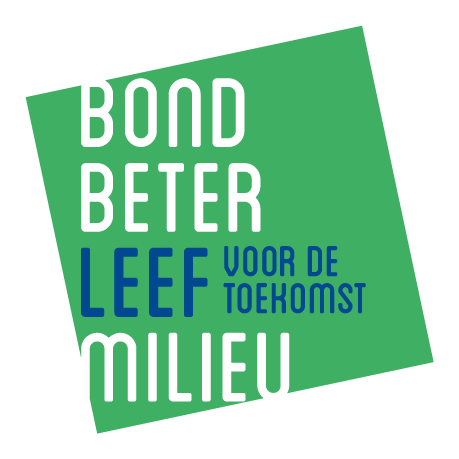 BOND
BETER
LEEF VOOR DE
TOEKOMST
MILIEU